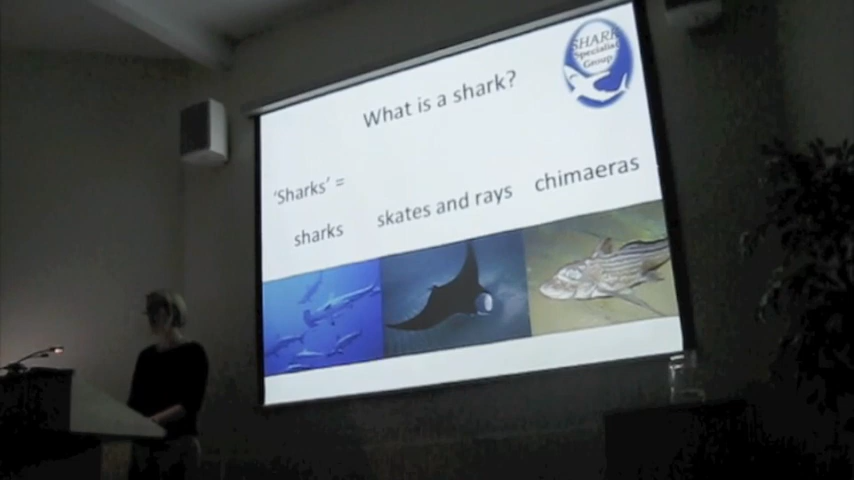 SHARK
Specialist
Group
What is a shark?
'Sharks' =
sharks
skates and rays
chimaeras